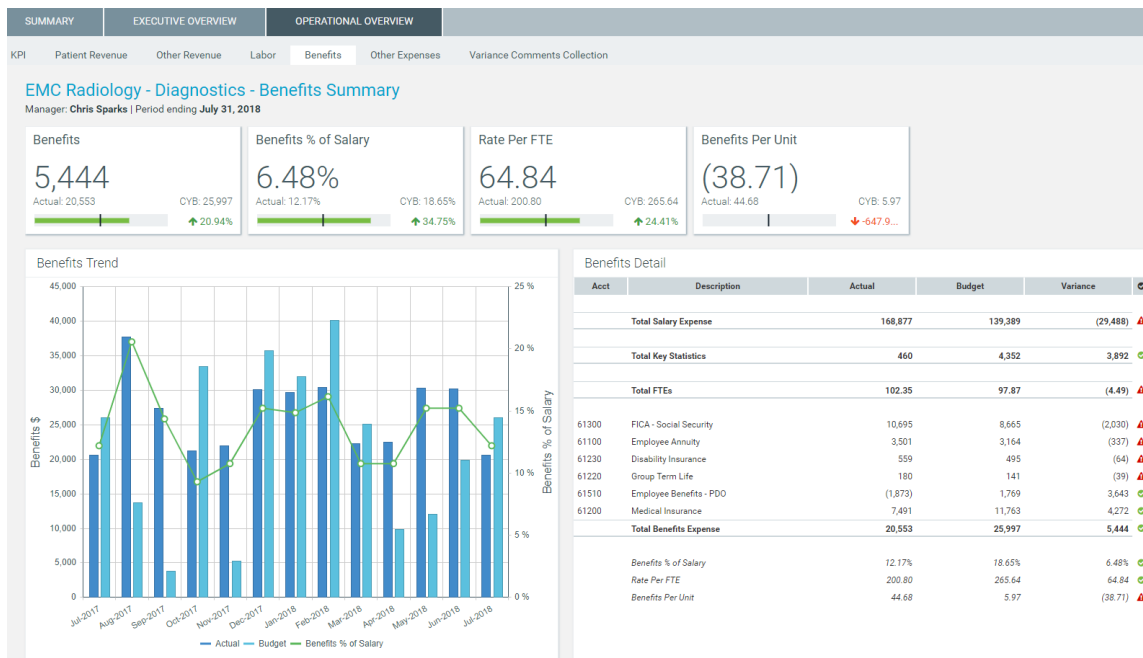 SUMMARY EXECUTIVE OVERVIEW OPERATIONAL OVERVIEW
KPI Patient Revenue Other Revenue Labor Benefits Other Expenses Variance Comments Collection
EMC Radiology - Diagnostics - Benefits Summary
Manager: Chris Sparks | Period ending July 31, 2018
Benefits
5,444
Actual: 20,553 CYB: 25,997
20.94%
Benefits % of Salary
6.48%
Actual: 12.17% CYB: 18.65%
34.75%
Rate Per FTE
64.84
Actual: 200.80 CYB: 265.64
24.41%
Benefits Per Unit
(38.71)
Actual: 44.68 CYB: 5.97
-647.9...
Benefits Trend
45,000
40,000
35,000
30,000
25,000
20,000
15,000
10,000
5,000
0
Benefits $
25 %
20 %
15 %
10 %
5 %
0 %
Benefits % of Salary
Jul-2017 Aug-2017 Sep-2017 Oct-2017 Nov-2017 Dec-2017 Jan-2018 Feb-2018 Mar-2018 Apr-2018 May-2018 Jun-2018 Jul-2018
Actual Budget Benefits % of Salary
Benefits Detail
Acct Description Actual Budget Variance
Total Salary Expense 168,877 139,389 (29,488)
Total Key Statistics 460 4,352 3,892
Total FTEs 102.35 97.87 (4.49)
61300 FICA - Social Security 10,695 8,665 (2,030)
61100 Employee Annuity 3,501 3,164 (337)
61230 Disability Insurance 559 495 (64)
61220 Group Term Life 180 141 (39)
61510 Employee Benefits - PDO (1,873) 1,769 3,643
61200 Medical Insurance 7,491 11,763 4,272
Total Benefits Expense 20,553 25,997 5,444
Benefits % of Salary 12.17% 18.65% 6.48%
Rate Per FTE 200.80 265.64 64.84
Benefits Per Unit 44.68 5.97 (38.71)